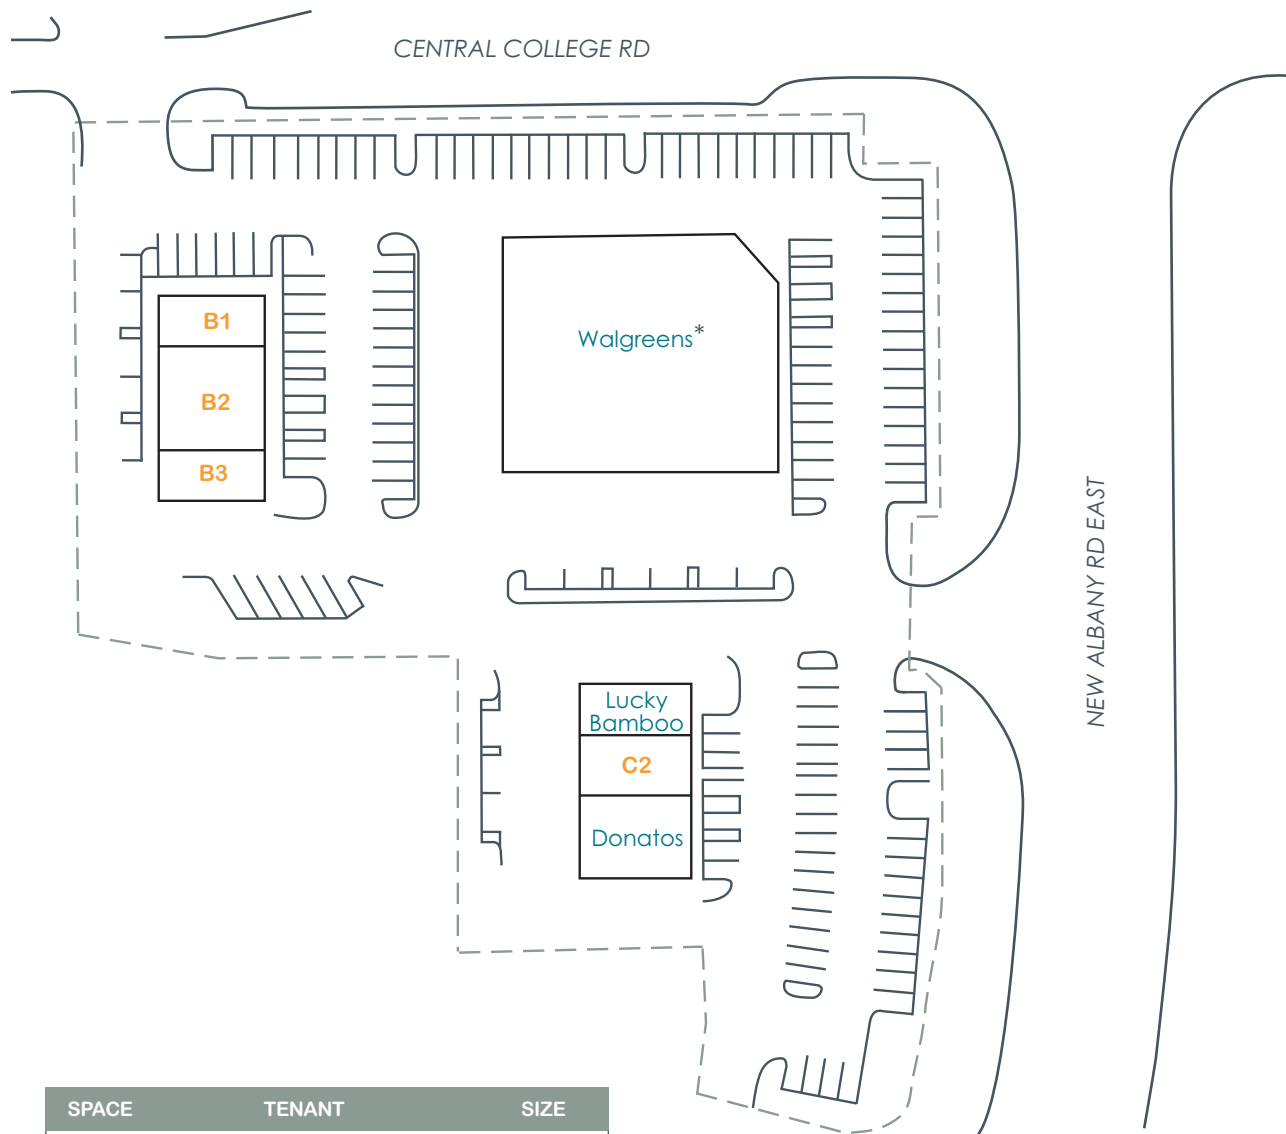 CENTRAL COLLEGE RD
B1
Walgreens*
B2
B3
NEW ALBANY RD EAST
Lucky
Bamboo
C2
Donatos
SPACE TENANT SIZE